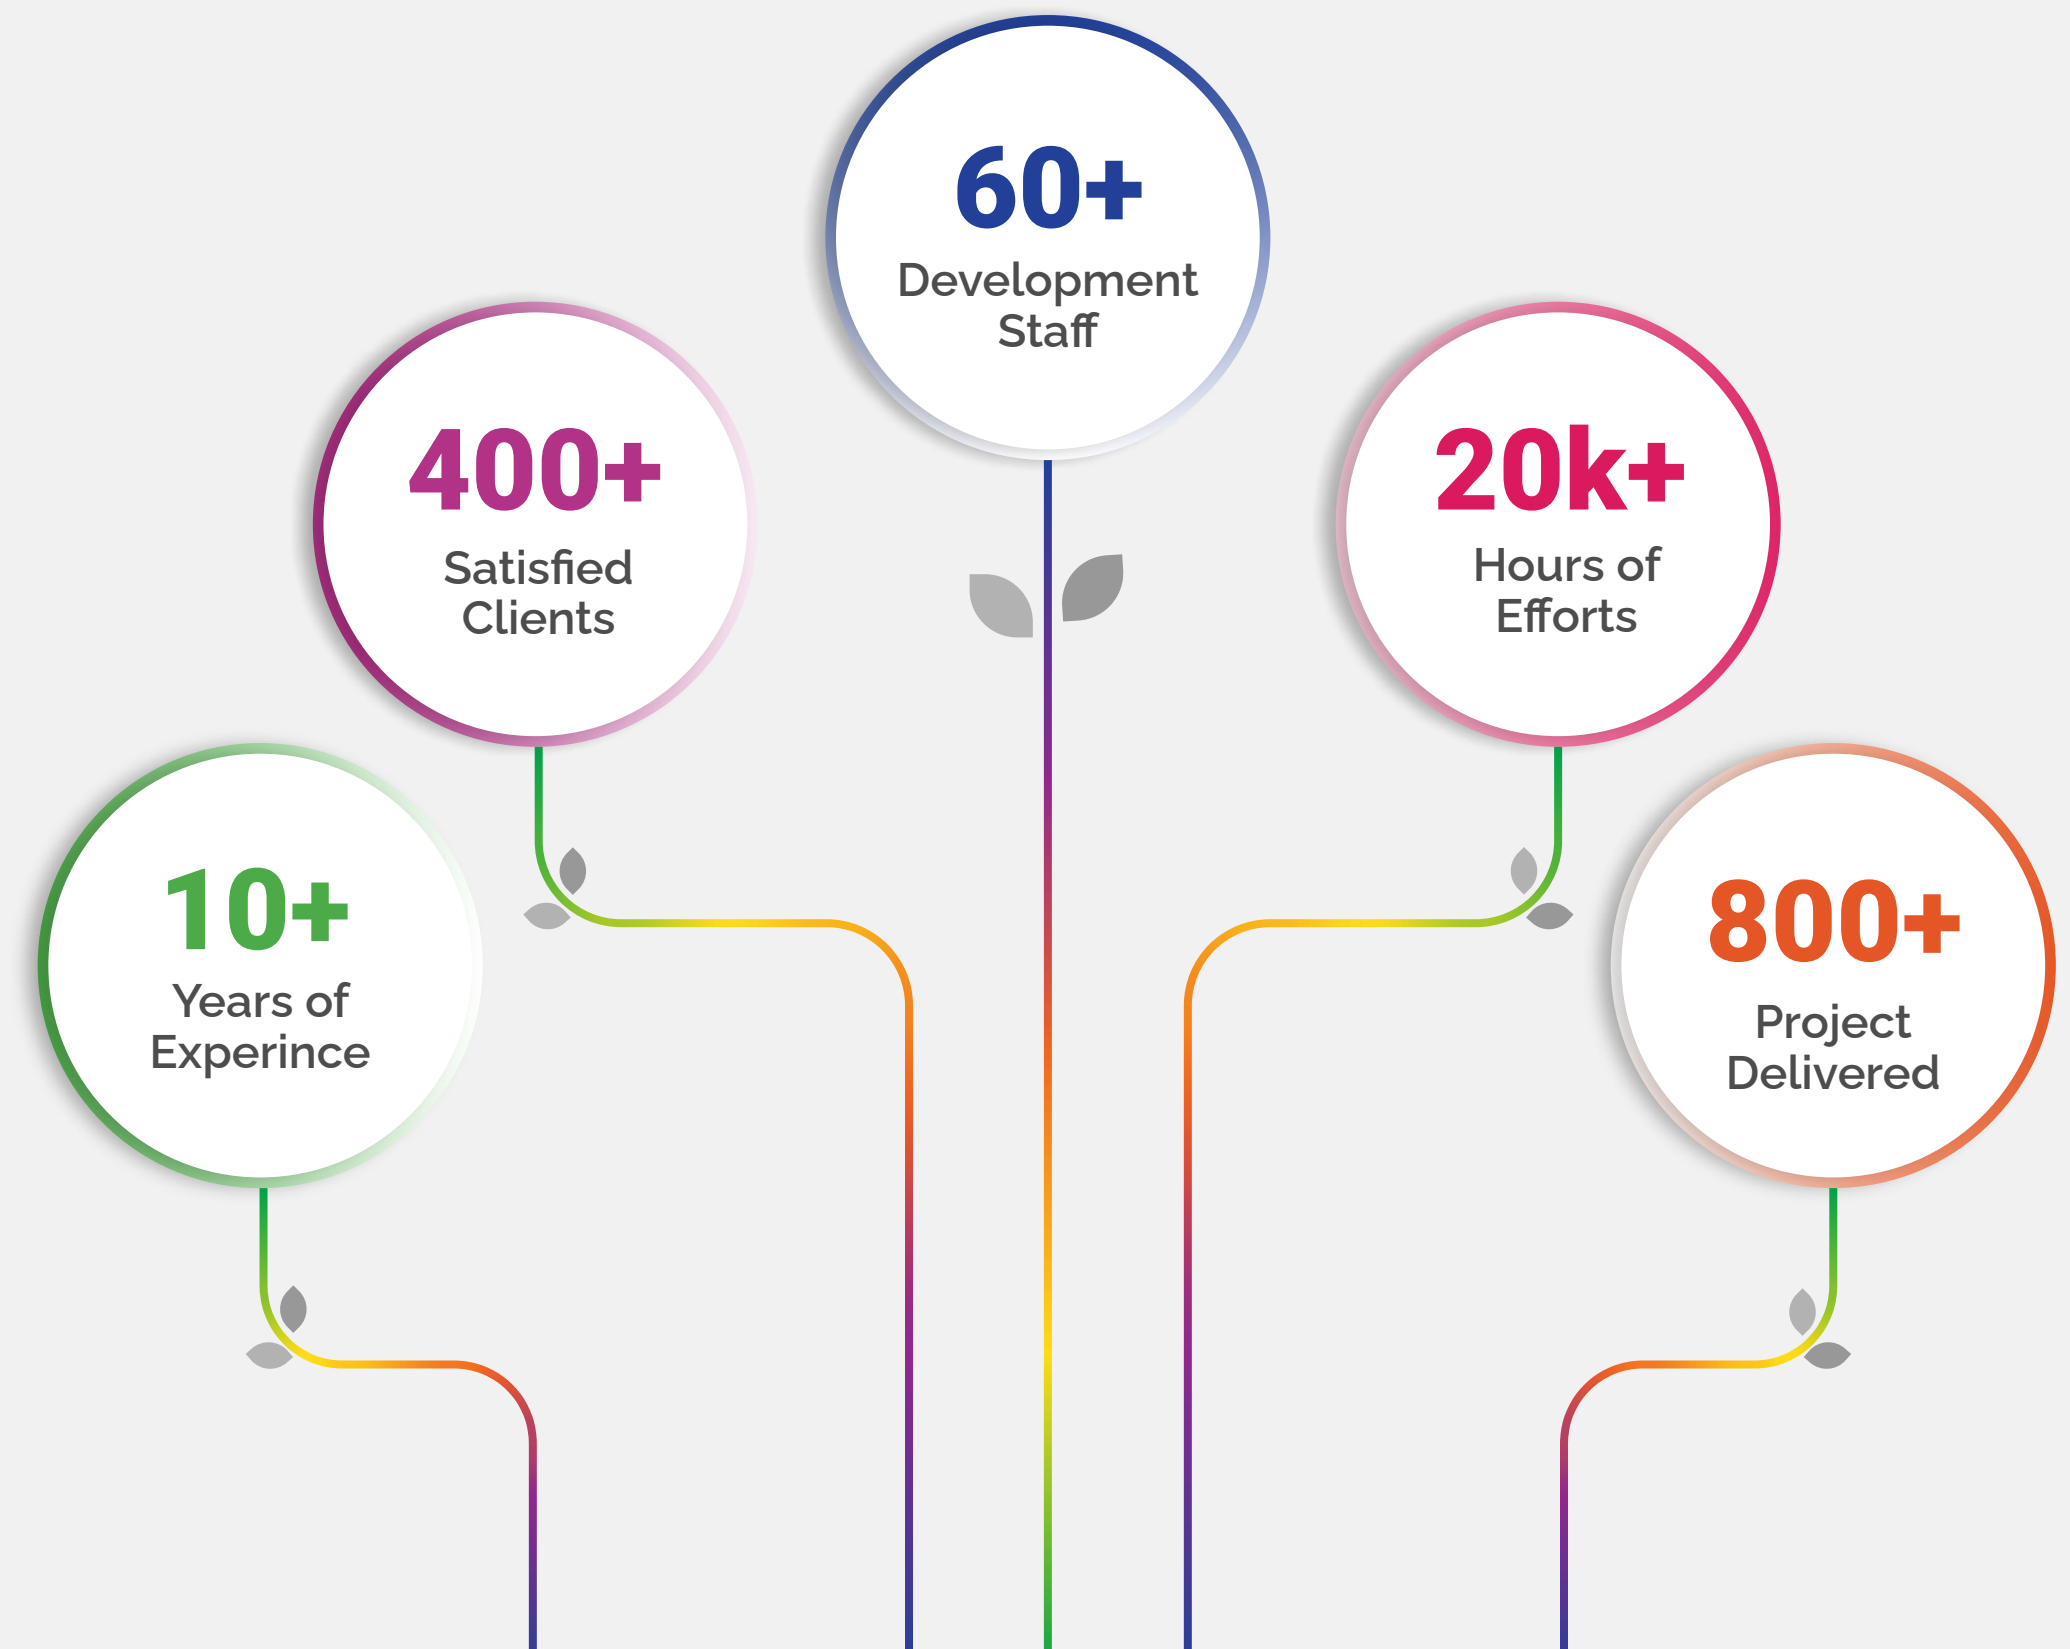 60+
Development
Staff
400+
Satisfied
Clients
20k+
Hours of
Efforts
10+
Years of
Experince
800+
Project
Delivered